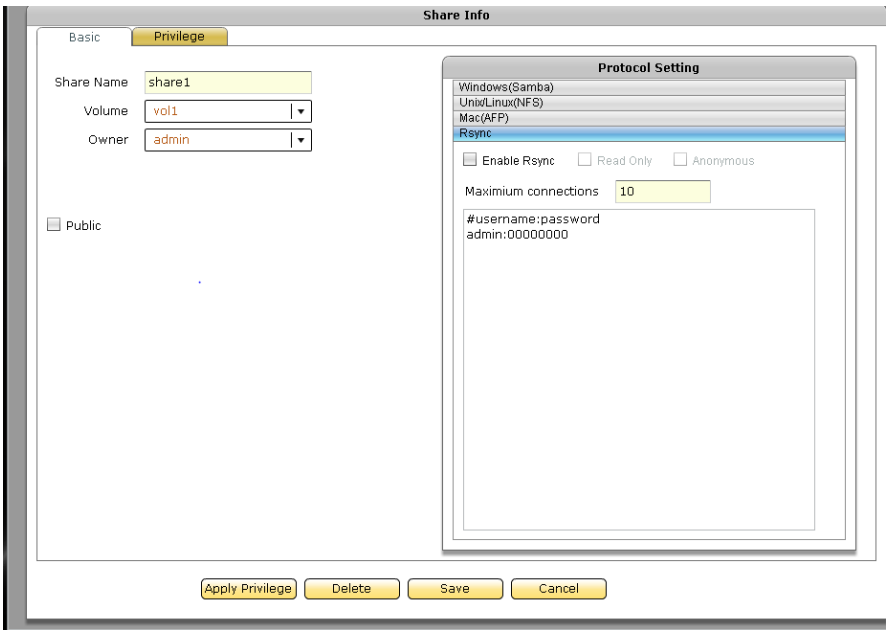 Share Info
Basic
Privilege
Share Name
share1
Volume
vol1
Owner
admin
Public
Protocol Setting
Windows(Samba)
Unix/Linux(NFS)
Mac(AFP)
Rsync
Enable Rsync
Read Only
Anonymous
Maximium connections
10
#username:password
admin:00000000
Apply Privilege
Delete
Save
Cancel